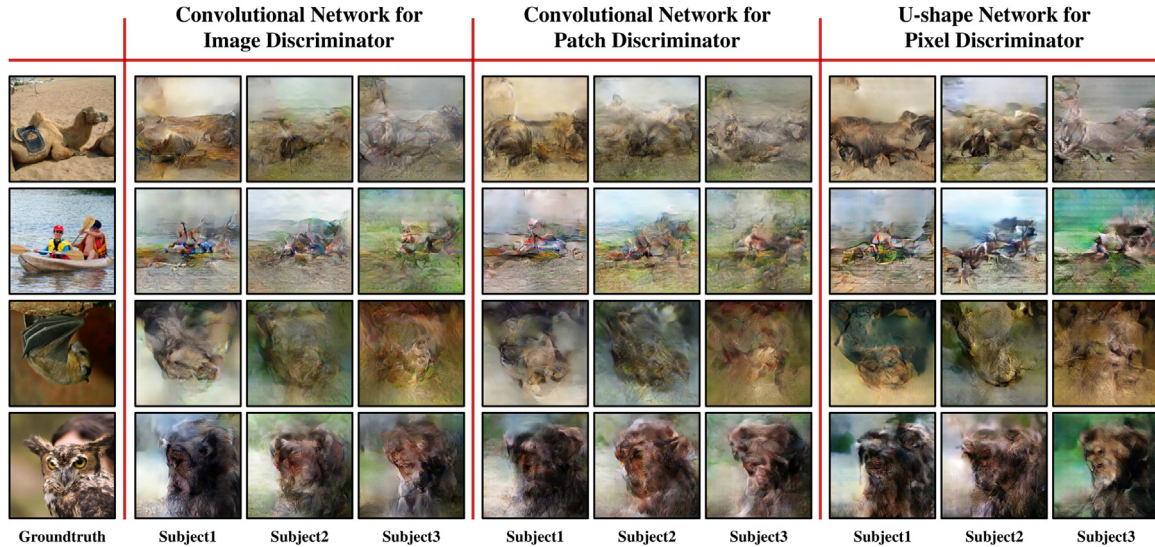 Convolutional Network for
Image Discriminator
Convolutional Network for
Patch Discriminator
U-shape Network for
Pixel Discriminator
Groundtruth Subject1 Subject2 Subject3 Subject1 Subject2 Subject3 Subject1 Subject2 Subject3